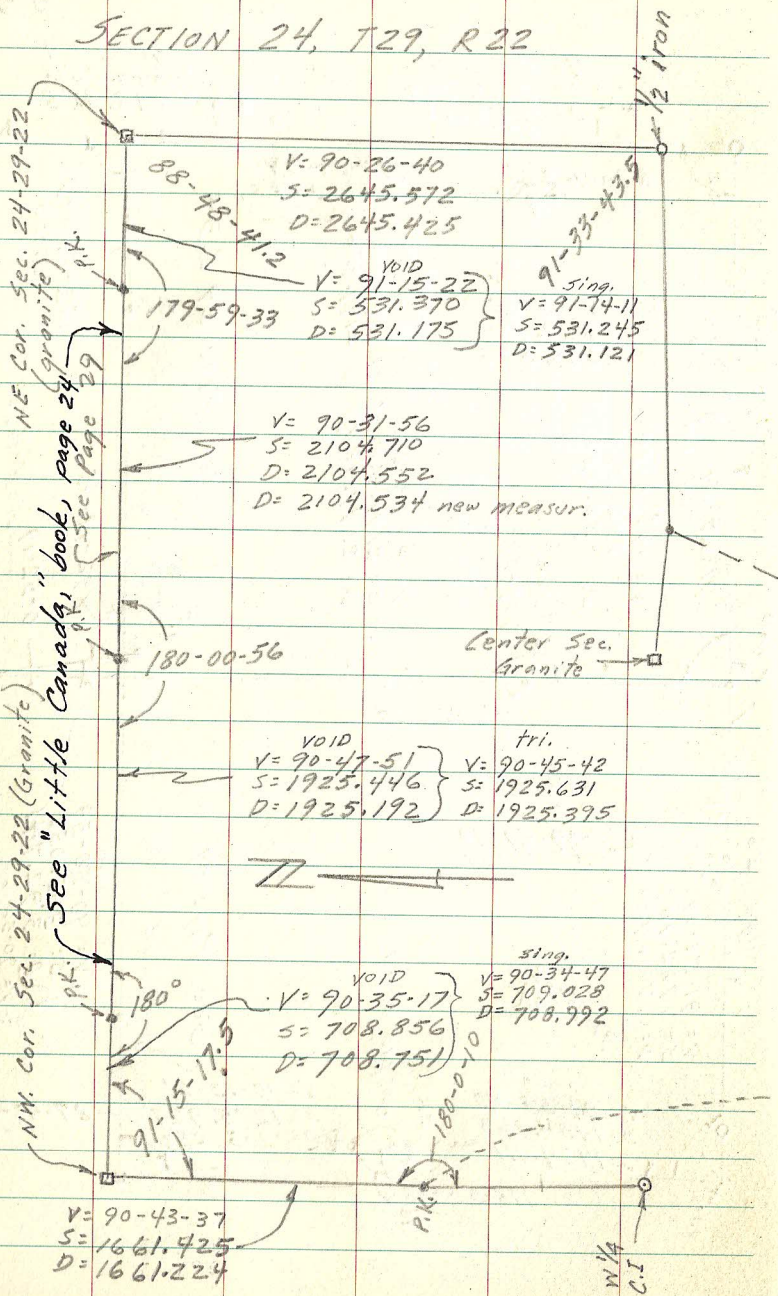 SECTION 24, T29, R22
1/2" iron
NE Cor. Sec. 24-29-22
(granite)
88-48-41.2
V= 90-26-40
S= 2645.572
D= 2645.425
91-33-43.5
P.K.
179-59-33
VOID
V= 91-15-22
S= 531.370
D= 531.175
sing.
V= 91-14-11
S= 531.245
D= 531.121
See "Little Canada," book, page 24
(See page 29
V= 90-31-56
S= 2104.710
D= 2104.552
D= 2104.534 new measur.
P.K.
180-00-56
Center Sec.
Granite
VOID
V= 90-47-51
S= 1925.446
D= 1925.192
tri.
V= 90-45-42
S= 1925.631
D= 1925.395
N
NW. Cor. Sec. 24-29-22 (Granite)
P.K.
180°
VOID
V= 90-35-17
S= 708.856
D= 708.751
sing.
V= 90-34-47
S= 709.028
D= 708.992
91-15-17.5
180-0-10
P.K.
V= 90-43-37
S= 1661.425
D= 1661.224
W 1/4
C.I